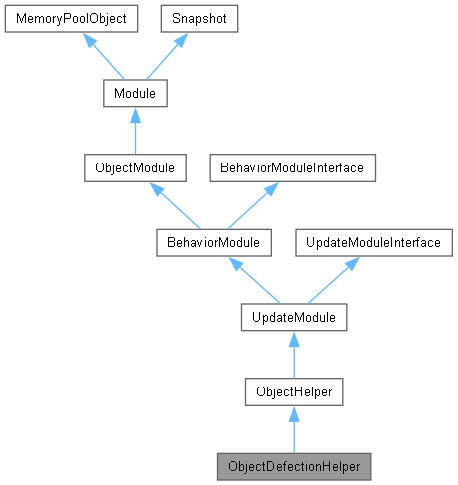 MemoryPoolObject
Snapshot
Module
ObjectModule
BehaviorModuleInterface
BehaviorModule
UpdateModuleInterface
UpdateModule
ObjectHelper
ObjectDefectionHelper